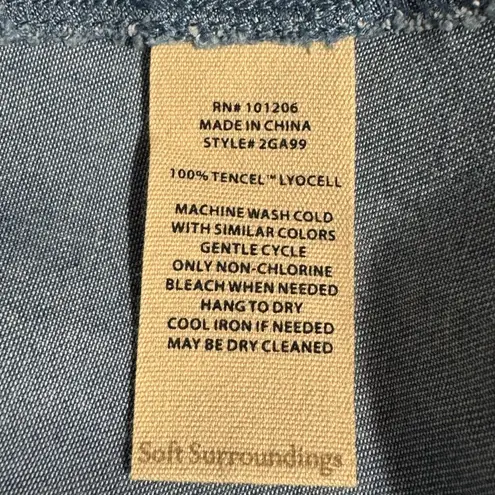 RN# 101206
MADE IN CHINA
STYLE# 2GA99
100% TENCEL™ LYOCELL
MACHINE WASH COLD
WITH SIMILAR COLORS
GENTLE CYCLE
ONLY NON-CHLORINE
BLEACH WHEN NEEDED
HANG TO DRY
COOL IRON IF NEEDED
MAY BE DRY CLEANED
Soft Surroundings